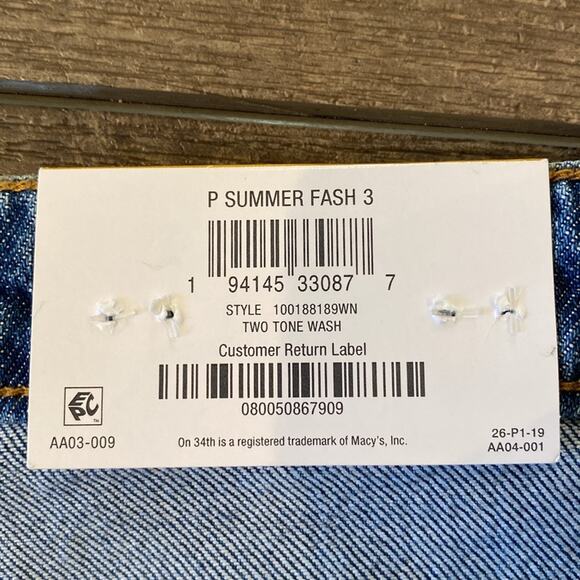 P SUMMER FASH 3
1 94145 33087 7
STYLE 100188189WN
TWO TONE WASH
Customer Return Label
080050867909
EPC
TM
AA03-009
On 34th is a registered trademark of Macy's, Inc.
26-P1-19
AA04-001